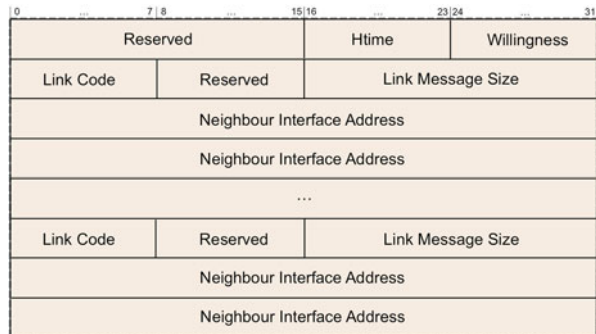 0 ... 7 8 ... 15 16 ... 23 24 ... 31
Reserved Htime Willingness
Link Code Reserved Link Message Size
Neighbour Interface Address
Neighbour Interface Address
...
Link Code Reserved Link Message Size
Neighbour Interface Address
Neighbour Interface Address